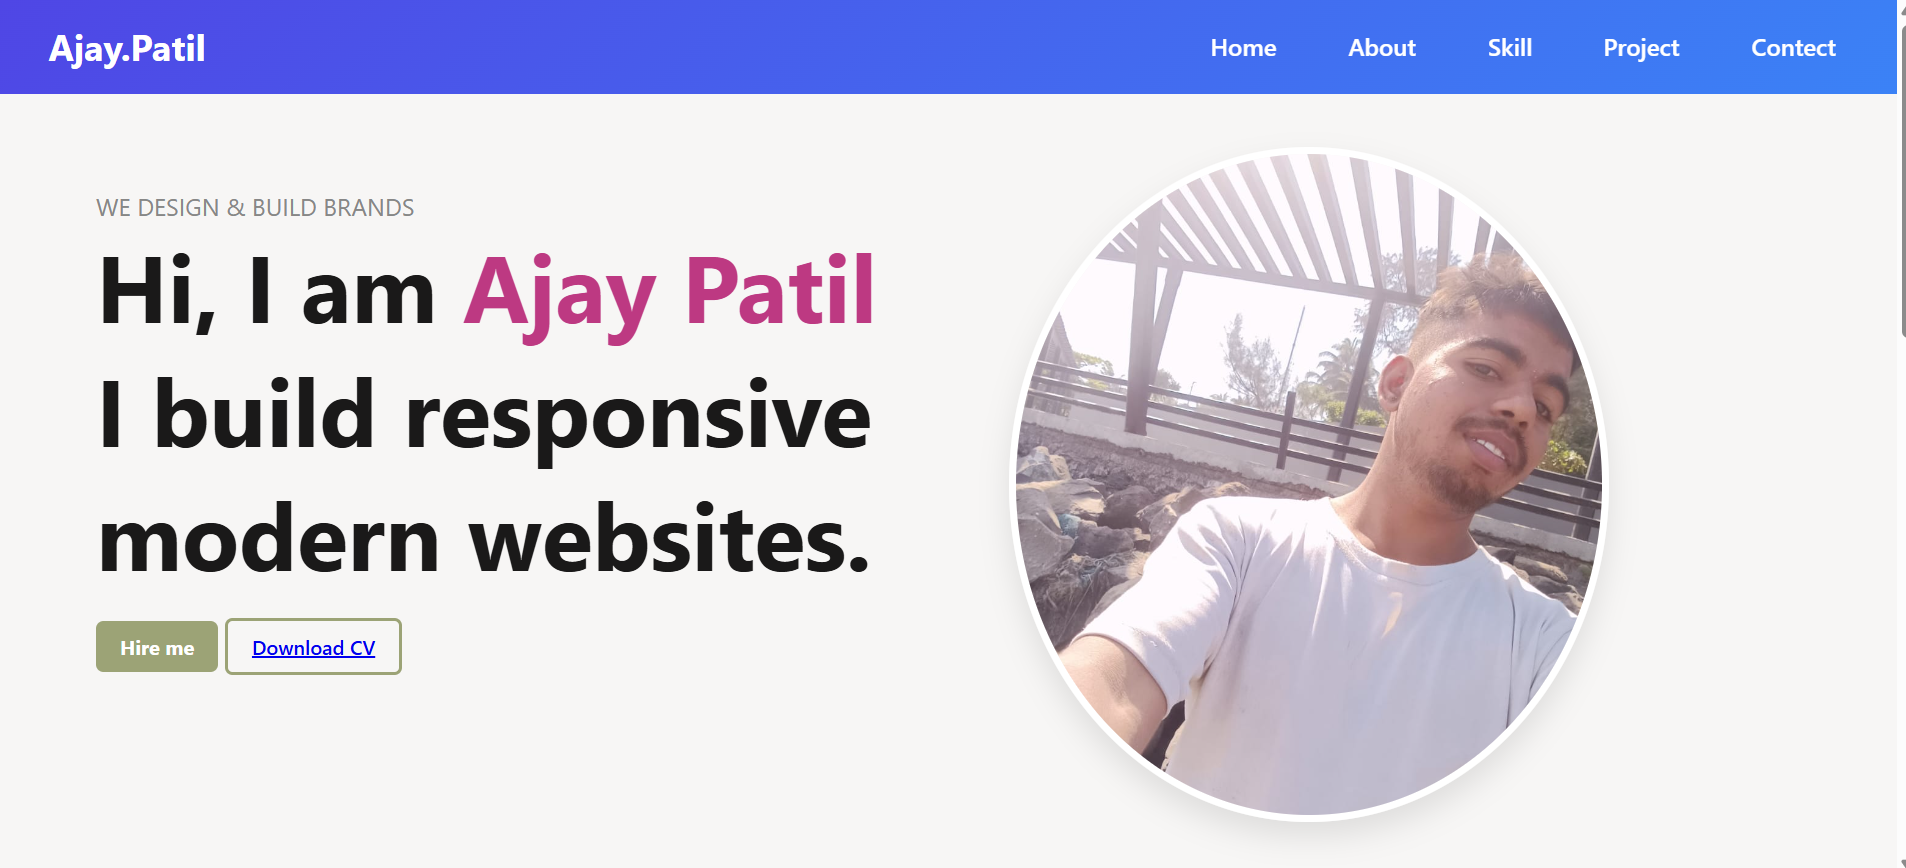 Ajay.Patil
Home About Skill Project Contect
WE DESIGN & BUILD BRANDS
Hi, I am Ajay Patil
I build responsive
modern websites.
Hire me Download CV